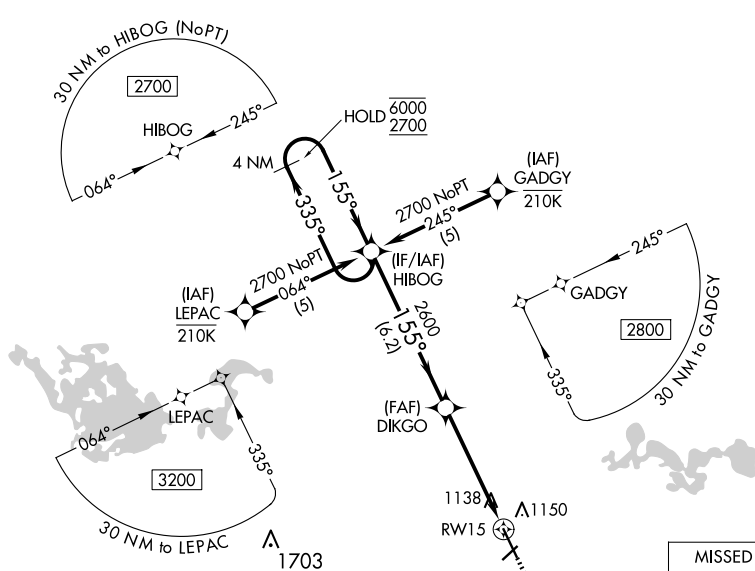 30 NM to HIBOG (NoPT)
2700
HIBOG
245°
064°
HOLD 6000
2700
4 NM
155°
335°
(IAF)
GADGY
210K
2700 NoPT
245°
(5)
2700 NoPT
064°
(5)
(IF/IAF)
HIBOG
(IAF)
LEPAC
210K
2600
155°
(6.2)
245°
GADGY
2800
335°
30 NM to GADGY
(FAF)
DIKGO
064°
LEPAC
335°
3200
30 NM to LEPAC
1703
1138
1150
RW15
MISSED